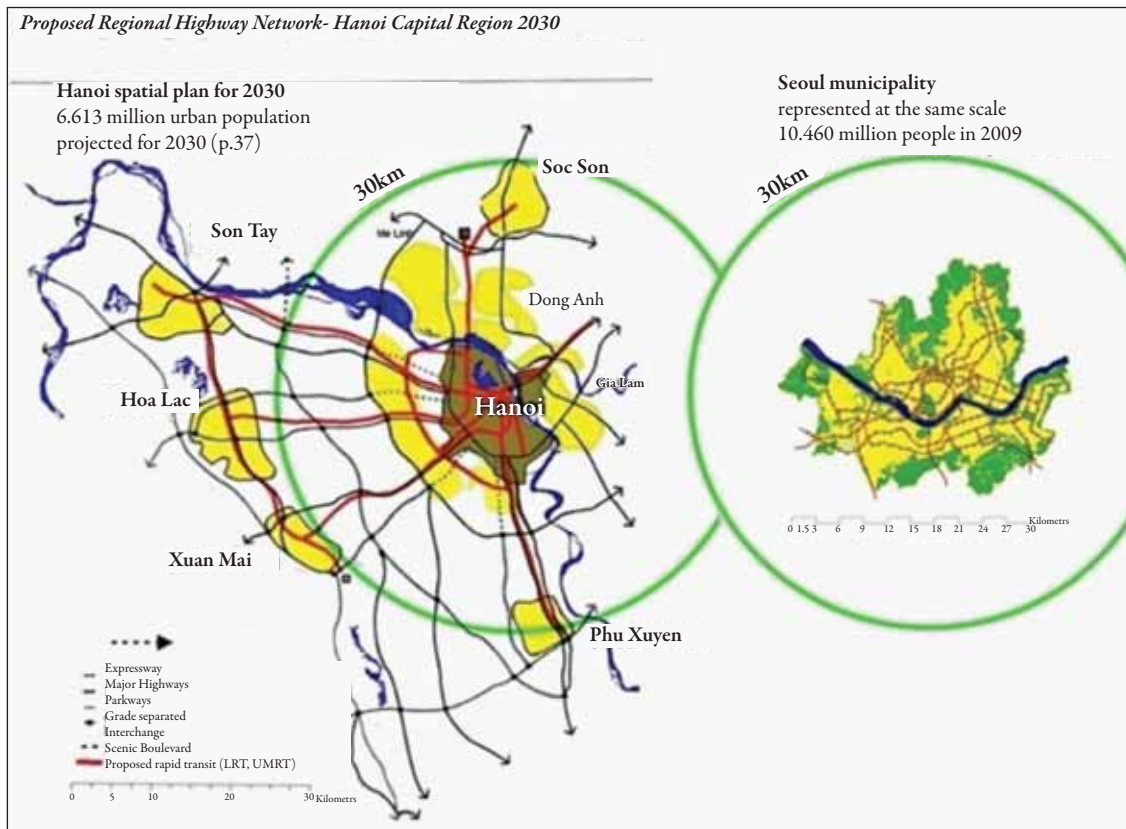 Proposed Regional Highway Network- Hanoi Capital Region 2030
Hanoi spatial plan for 2030
6.613 million urban population
projected for 2030 (p.37)
Seoul municipality
represented at the same scale
10.460 million people in 2009
30km
Soc Son
30km
Son Tay
Me Linh
Dong Anh
Hoa Lac
Gia Lam
Hanoi
Xuan Mai
Phu Xuyen
0 1.5 3 6 9 12 15 18 21 24 27 30 Kilometrs
Expressway
Major Highways
Parkways
Grade separated
Interchange
Scenic Boulevard
Proposed rapid transit (LRT, UMRT)
0 5 10 20 30 Kilometrs